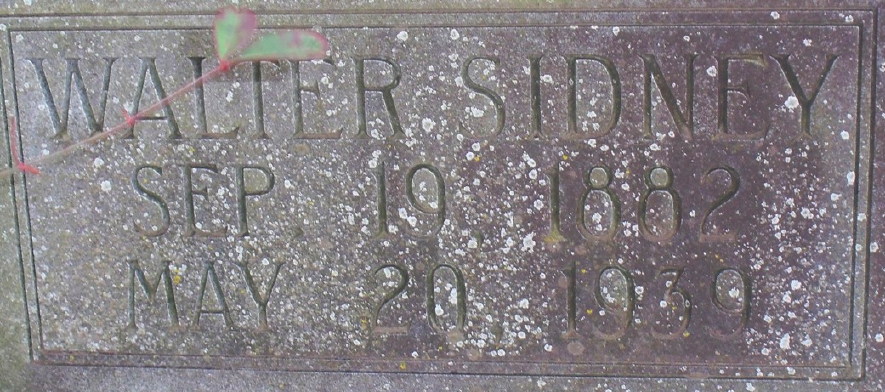 WALTER SIDNEY
SEP. 19, 1882
MAY 20, 1939